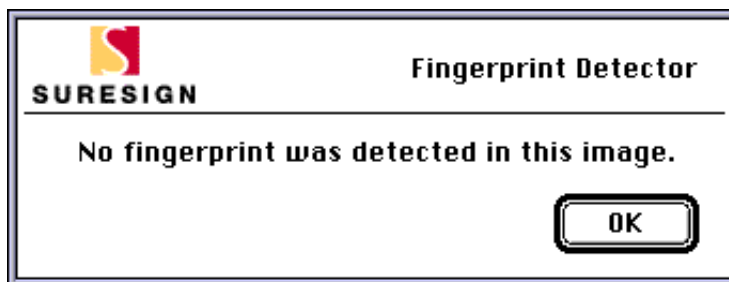 SURESIGN
Fingerprint Detector
No fingerprint was detected in this image.
OK